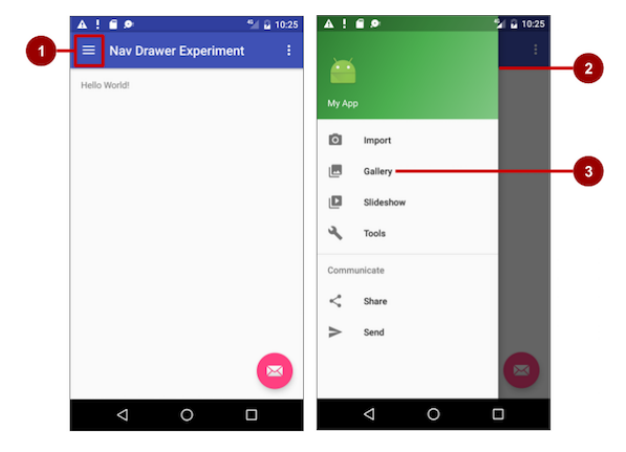 10:25
1
Nav Drawer Experiment
Hello World!
10:25
2
My App
Import
Gallery
3
Slideshow
Tools
Communicate
Share
Send